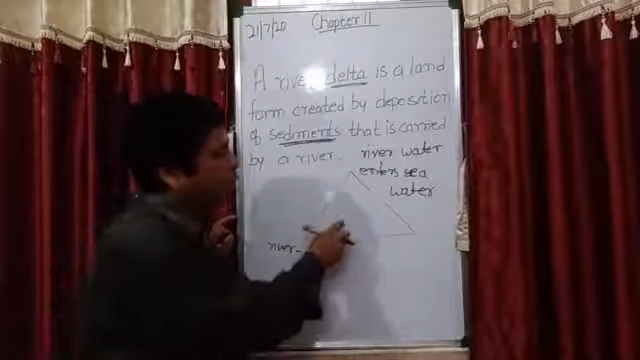 21/7/20 Chapter 11
A river delta is a land
form created by deposition
of sediments that is carried
by a river.
river water
enters sea
water
river